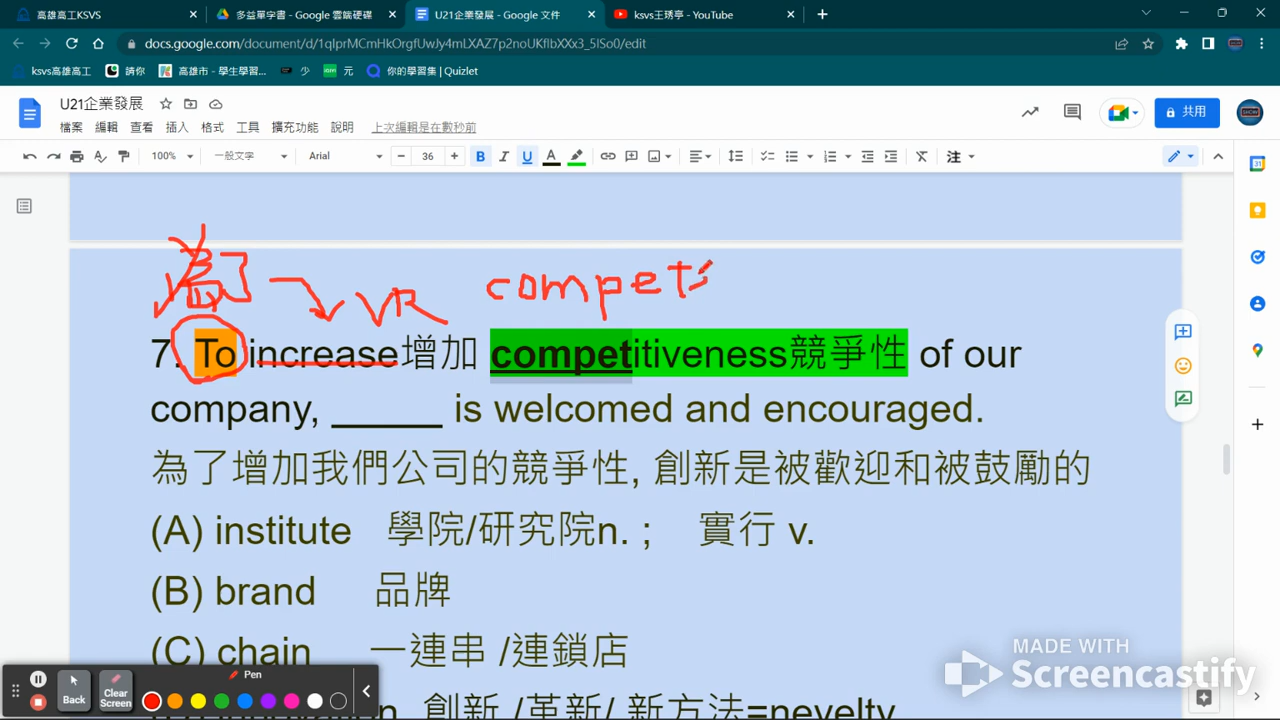 高雄高工KSVS
多益單字書 - Google 雲端硬碟
U21企業發展 - Google 文件
ksvs王琇亭 - YouTube
docs.google.com/document/d/1qIprMCmHkOrgfUwJy4mLXAZ7p2noUKflbXXx3_5lSo0/edit
ksvs高雄高工
請你
高雄市 - 學生學習...
少
元
你的學習集 | Quizlet
U21企業發展
共用
檔案 編輯 查看 插入 格式 工具 擴充功能 說明 上次編輯是在數秒前
100% 一般文字 Arial 36 B I U A 注
為了 VR compet
7. To increase增加 competitiveness競爭性 of our
company, _____ is welcomed and encouraged.
為了增加我們公司的競爭性, 創新是被歡迎和被鼓勵的
(A) institute 學院/研究院n. ; 實行 v.
(B) brand 品牌
(C) chain 一連串 /連鎖店
創新 /革新/ 新方法=nevelty
Pen
Back
Clear Screen
MADE WITH
Screencastify